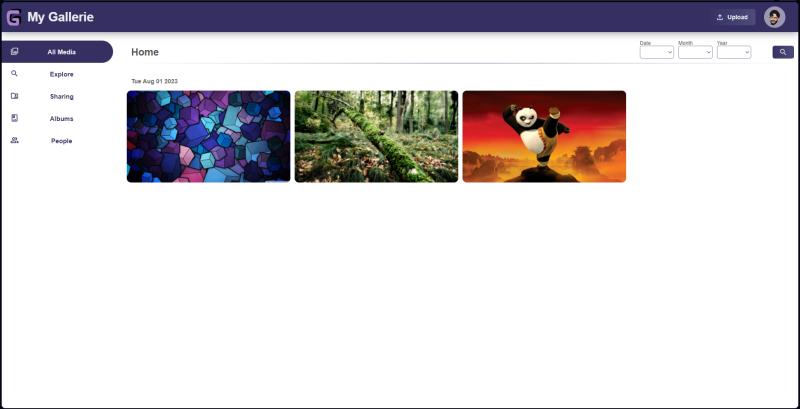 G My Gallerie
Upload
All Media
Explore
Sharing
Albums
People
Home
Date
Month
Year
Tue Aug 01 2023